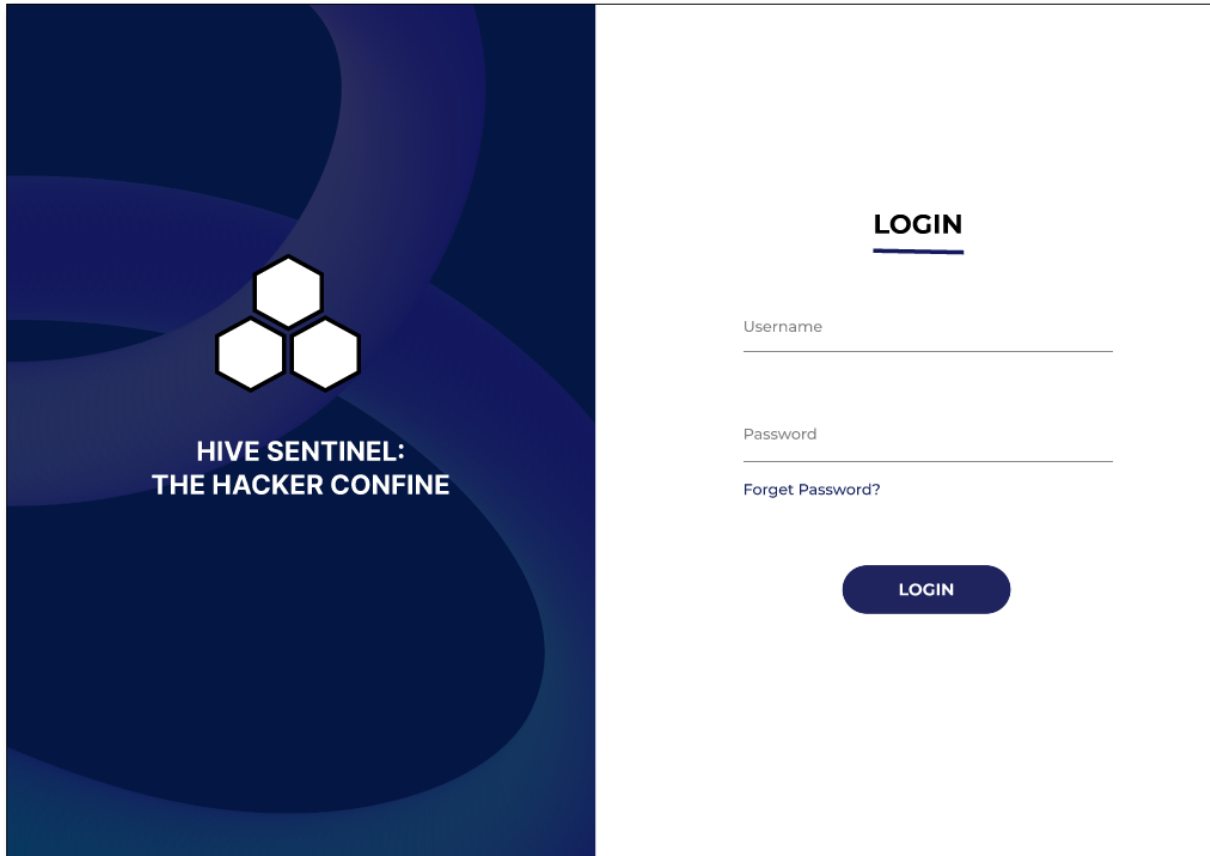 HIVE SENTINEL:
THE HACKER CONFINE
LOGIN
Username
Password
Forget Password?
LOGIN